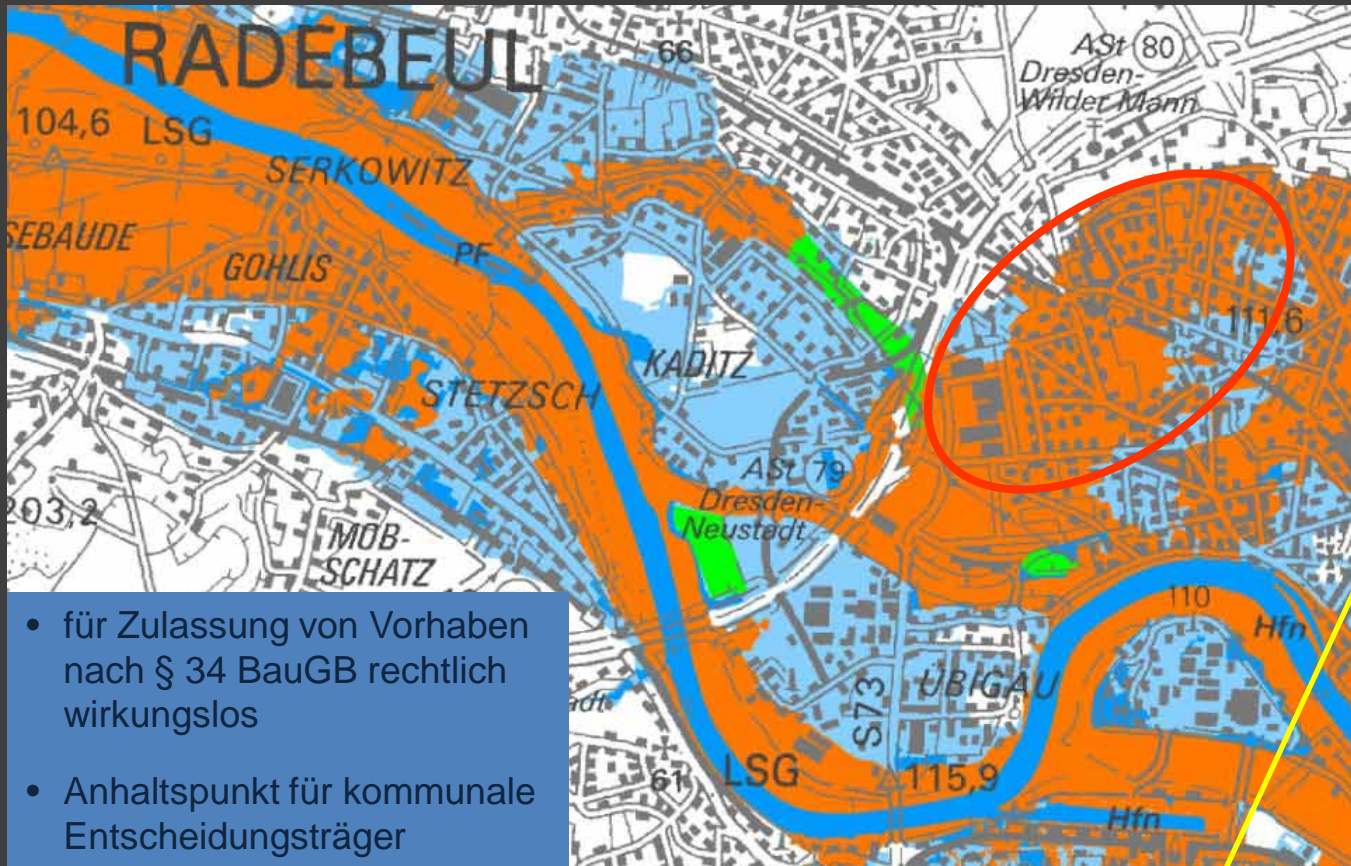 RADEBEUL
66
ASt 80
Dresden-
Wilder Mann
104,6
LSG
SERKOWITZ
SEBAUDE
GOHLIS
PF
111,6
KADITZ
STETZSCH
ASt 79
Dresden-
Neustadt
203,2
MOB-
SCHATZ
110
Hfn
ÜBIGAU
S73
61
LSG
115,9
Hfn
• für Zulassung von Vorhaben
nach § 34 BauGB rechtlich
wirkungslos
• Anhaltspunkt für kommunale
Entscheidungsträger